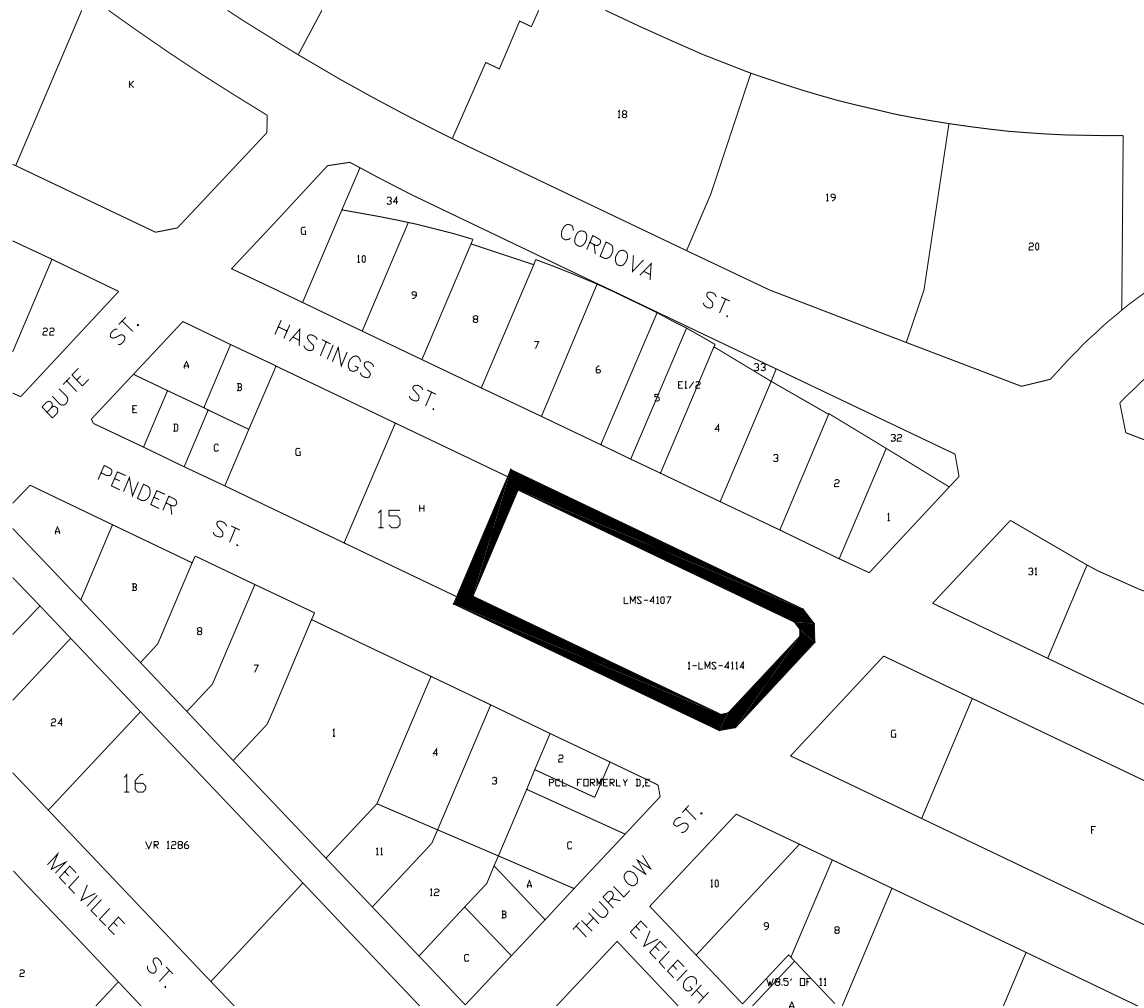 K
18
19
20
34
G
10
9
8
7
6
5
E1/2
4
33
3
32
2
1
CORDOVA ST.
HASTINGS ST.
22
BUTE ST.
A
B
E
D
C
G
PENDER ST.
15
H
LMS-4107
1-LMS-4114
31
A
B
8
7
24
1
4
3
2
PCL FORMERLY D,E
G
F
16
VR 1286
11
12
C
A
B
C
MELVILLE ST.
THURLOW ST.
EVELEIGH
10
9
8
W8.5' OF 11
A
2